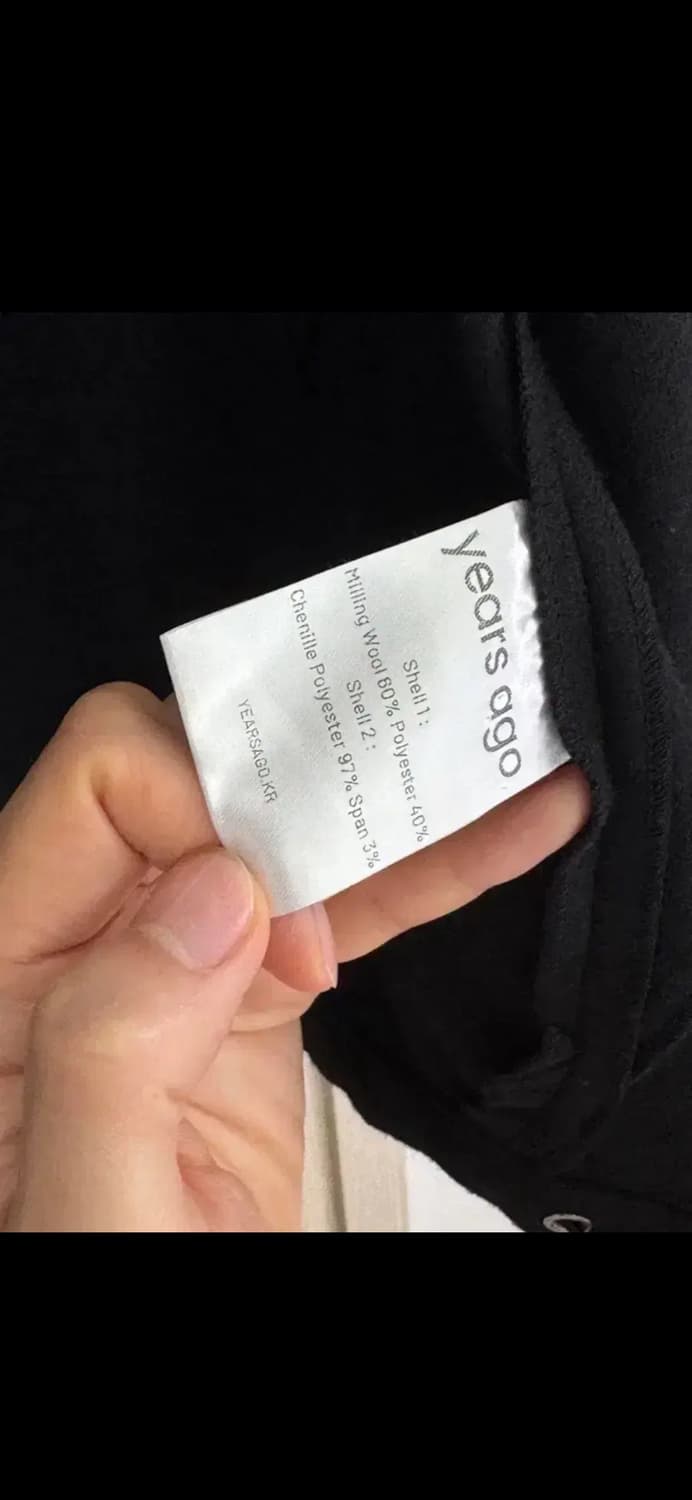 years ago
Shell 1 :
Milling Wool 60% Polyester 40%
Shell 2 :
Chenille Polyester 97% Span 3%
YEARSAGO.KR